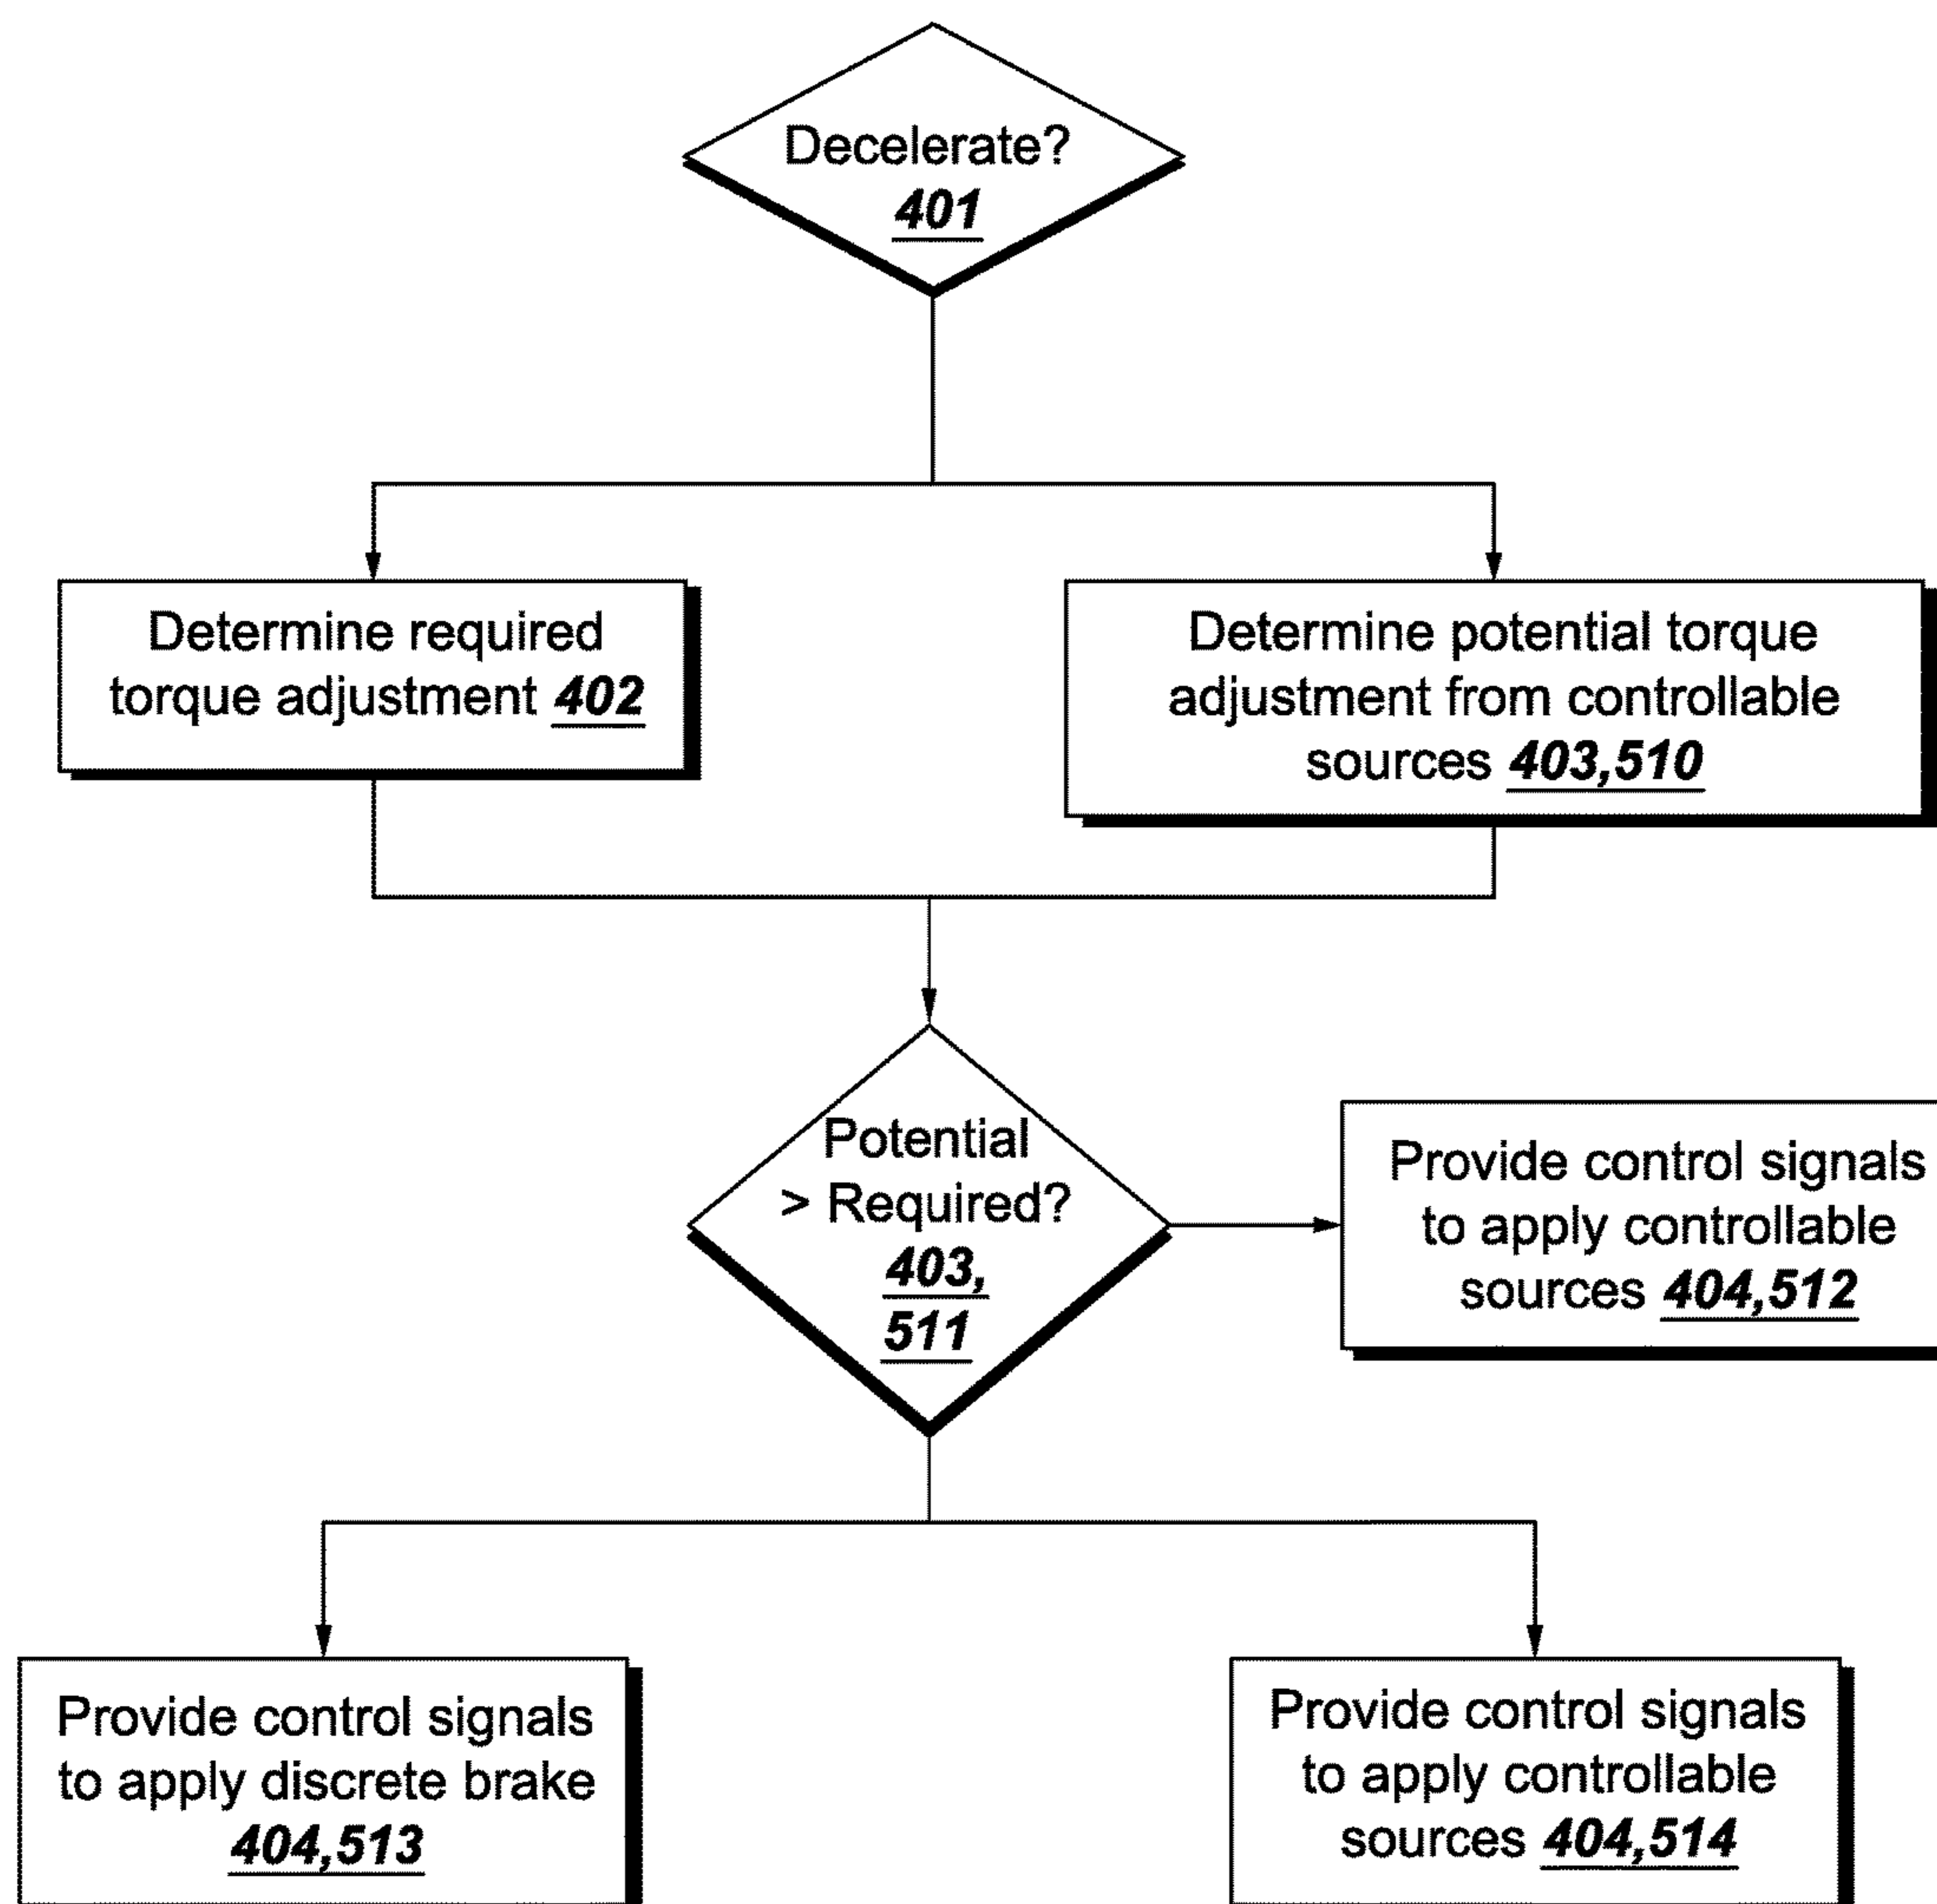 Decelerate?
401
Determine required
torque adjustment 402
Determine potential torque
adjustment from controllable
sources 403,510
Potential
> Required?
403,
511
Provide control signals
to apply controllable
sources 404,512
Provide control signals
to apply discrete brake
404,513
Provide control signals
to apply controllable
sources 404,514